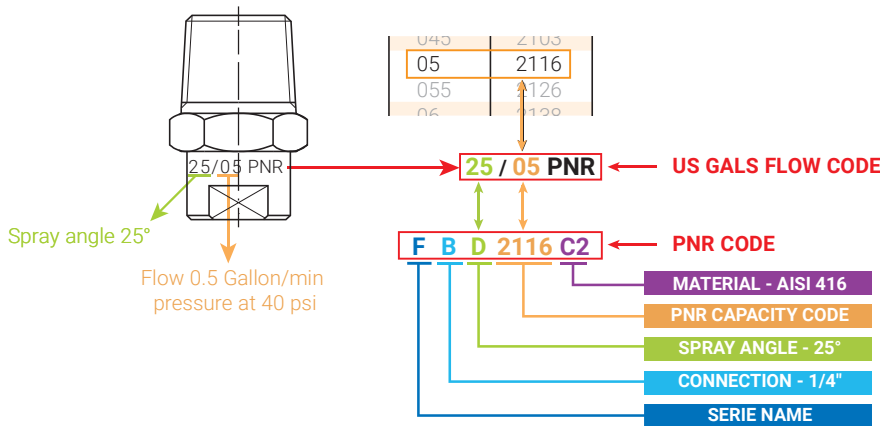 045 2103
05 2116
055 2126
06 2138
25/05 PNR
25 / 05 PNR
US GALS FLOW CODE
Spray angle 25°
F B D 2116 C2
PNR CODE
Flow 0.5 Gallon/min
pressure at 40 psi
MATERIAL - AISI 416
PNR CAPACITY CODE
SPRAY ANGLE - 25°
CONNECTION - 1/4"
SERIE NAME